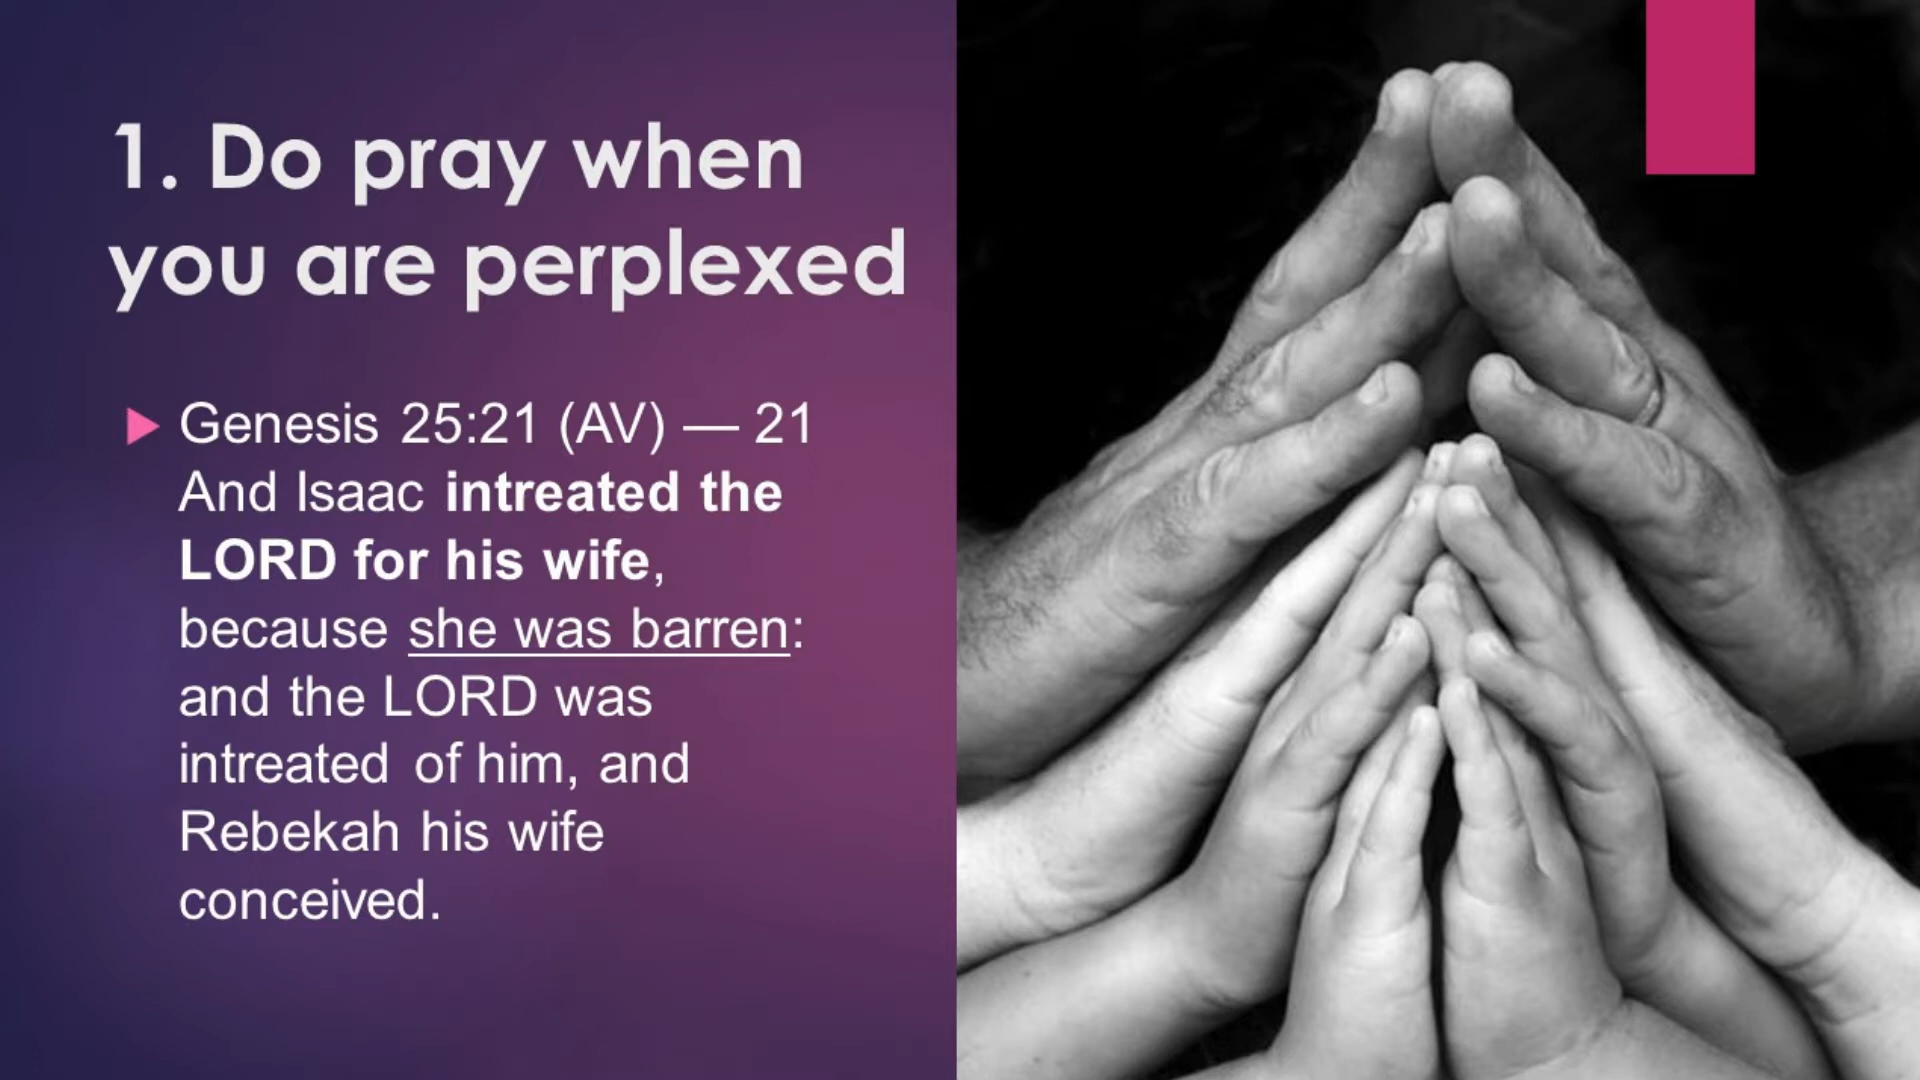 1. Do pray when
you are perplexed
Genesis 25:21 (AV) — 21
And Isaac intreated the
LORD for his wife,
because she was barren:
and the LORD was
intreated of him, and
Rebekah his wife
conceived.